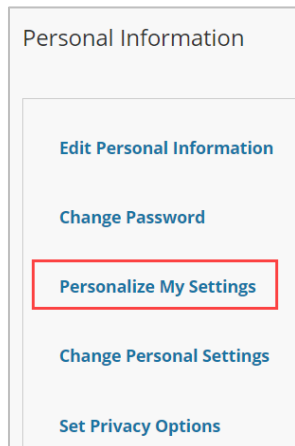 Personal Information
Edit Personal Information
Change Password
Personalize My Settings
Change Personal Settings
Set Privacy Options